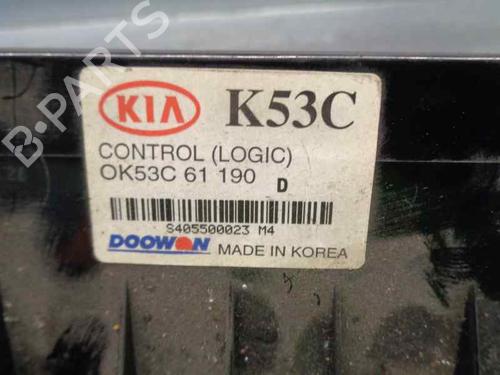 KIA K53C
CONTROL (LOGIC)
OK53C 61 190 D
S405500023 M4
DOOWON MADE IN KOREA
B-PARTS